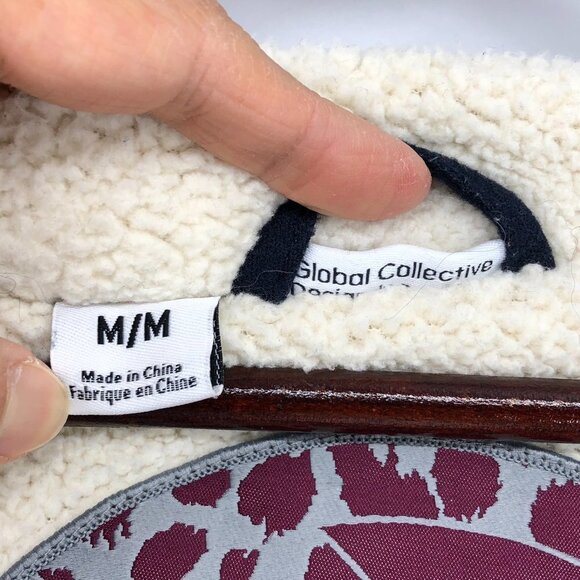 Global Collective
M/M
Made in China
Fabrique en Chine